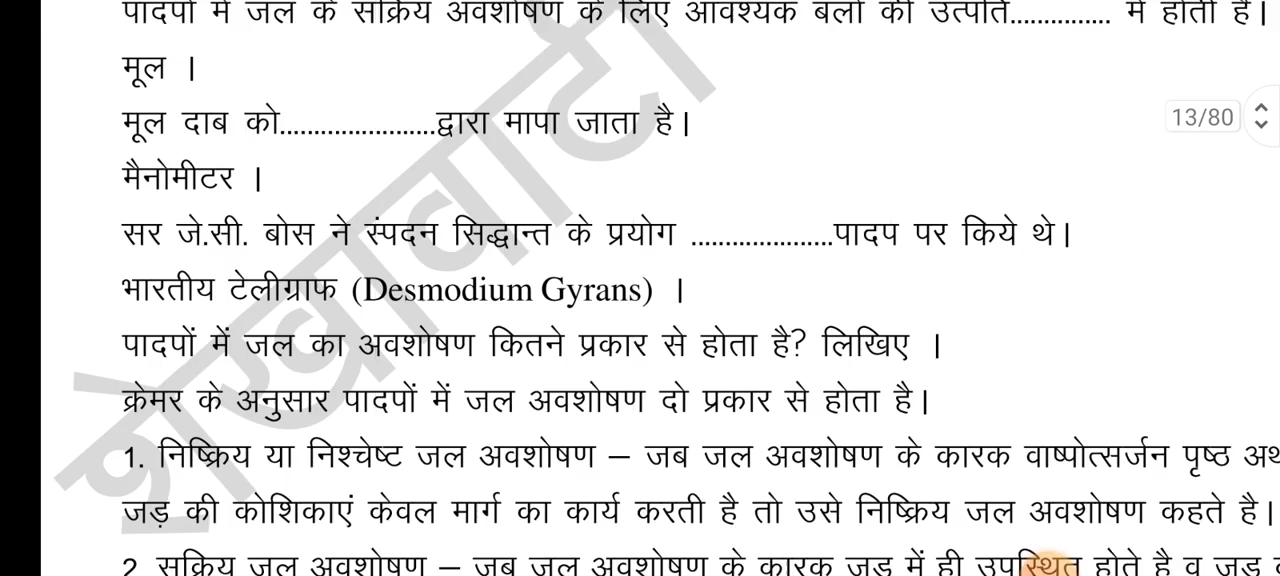 पादपों में जल के सक्रिय अवशोषण के लिए आवश्यक बलों की उत्पति............... में होती है।
मूल ।
मूल दाब को.......................द्वारा मापा जाता है।
13/80
मैनोमीटर ।
सर जे.सी. बोस ने स्पंदन सिद्धान्त के प्रयोग .....................पादप पर किये थे।
भारतीय टेलीग्राफ (Desmodium Gyrans) ।
पादपों में जल का अवशोषण कितने प्रकार से होता है? लिखिए ।
क्रेमर के अनुसार पादपों में जल अवशोषण दो प्रकार से होता है।
1. निष्क्रिय या निश्चेष्ट जल अवशोषण – जब जल अवशोषण के कारक वाष्पोत्सर्जन पृष्ठ
जड़ की कोशिकाएं केवल मार्ग का कार्य करती है तो उसे निष्क्रिय जल अवशोषण कहते है।
2. सक्रिय जल अवशोषण – जब जल अवशोषण के कारक जड़ में ही उपस्थित होते है व जड़
शेखावाटी